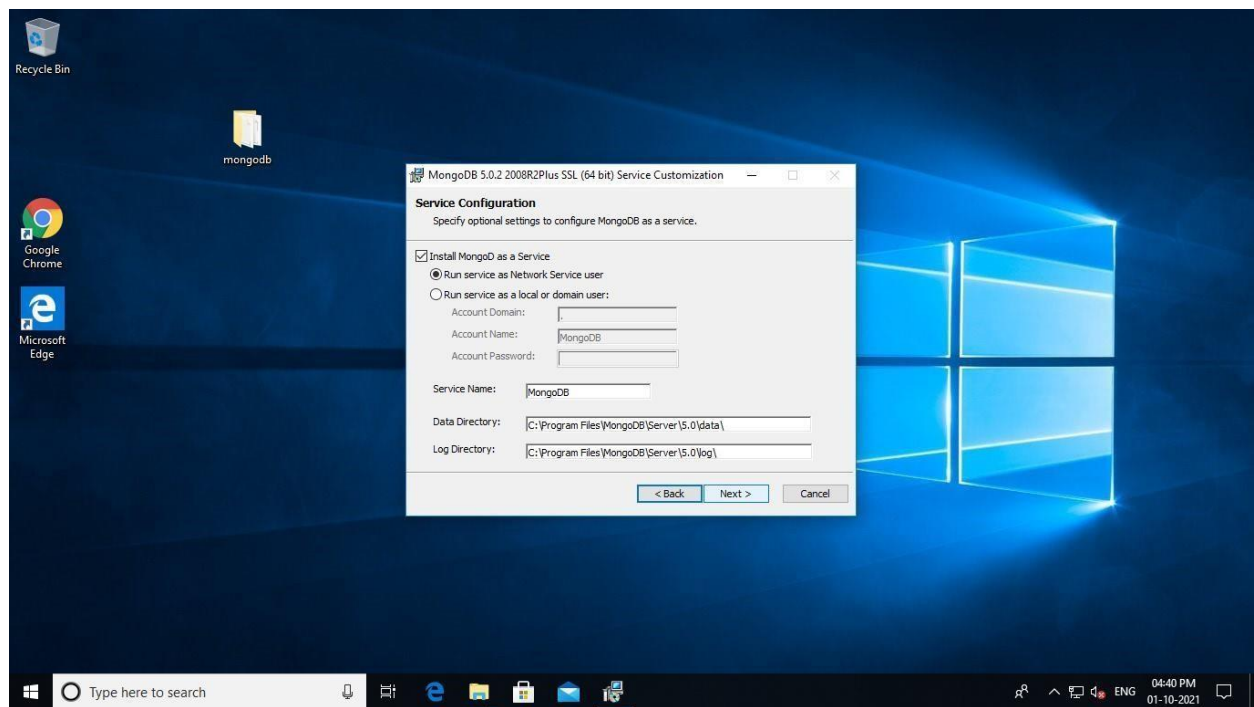 Recycle Bin
mongodb
Google
Chrome
Microsoft
Edge
MongoDB 5.0.2 2008R2Plus SSL (64 bit) Service Customization
Service Configuration
Specify optional settings to configure MongoDB as a service.
Install MongoD as a Service
Run service as Network Service user
Run service as a local or domain user:
Account Domain: .
Account Name: MongoDB
Account Password:
Service Name: MongoDB
Data Directory: C:\Program Files\MongoDB\Server\5.0\data\
Log Directory: C:\Program Files\MongoDB\Server\5.0\log\
< Back Next > Cancel
Type here to search
ENG
04:40 PM
01-10-2021